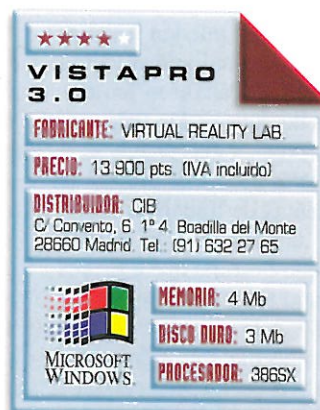 VISTAPRO
3.0
FABRICANTE: VIRTUAL REALITY LAB.
PRECIO: 13.900 pts. (IVA incluido)
DISTRIBUIDOR: CIB
C/ Convento, 6. 1º 4. Boadilla del Monte
28660 Madrid. Tel.: (91) 632 27 65
MEMORIA: 4 Mb
DISCO DURO: 3 Mb
PROCESADOR: 386SX
MICROSOFT
WINDOWS